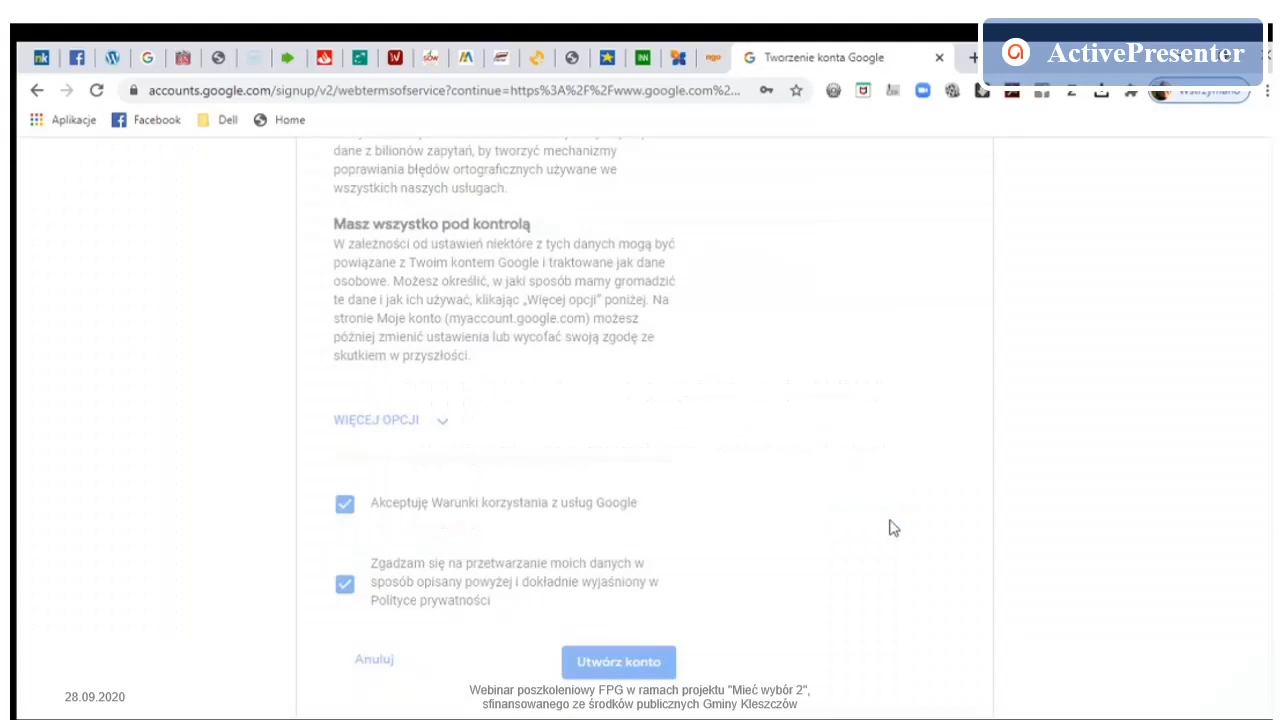 ActivePresenter
Tworzenie konta Google
accounts.google.com/signup/v2/webtermsofservice?continue=https%3A%2F%2Fwww.google.com%2...
Wstrzymano
Aplikacje Facebook Dell Home
dane z bilionów zapytań, by tworzyć mechanizmy
poprawiania błędów ortograficznych używane we
wszystkich naszych usługach.
Masz wszystko pod kontrolą
W zależności od ustawień niektóre z tych danych mogą być
powiązane z Twoim kontem Google i traktowane jak dane
osobowe. Możesz określić, w jaki sposób mamy gromadzić
te dane i jak ich używać, klikając „Więcej opcji” poniżej. Na
stronie Moje konto (myaccount.google.com) możesz
później zmienić ustawienia lub wycofać swoją zgodę ze
skutkiem w przyszłości.
WIĘCEJ OPCJI
Akceptuję Warunki korzystania z usług Google
Zgadzam się na przetwarzanie moich danych w
sposób opisany powyżej i dokładnie wyjaśniony w
Polityce prywatności
Anuluj
Utwórz konto
28.09.2020
Webinar poszkoleniowy FPG w ramach projektu "Mieć wybór 2",
sfinansowanego ze środków publicznych Gminy Kleszczów